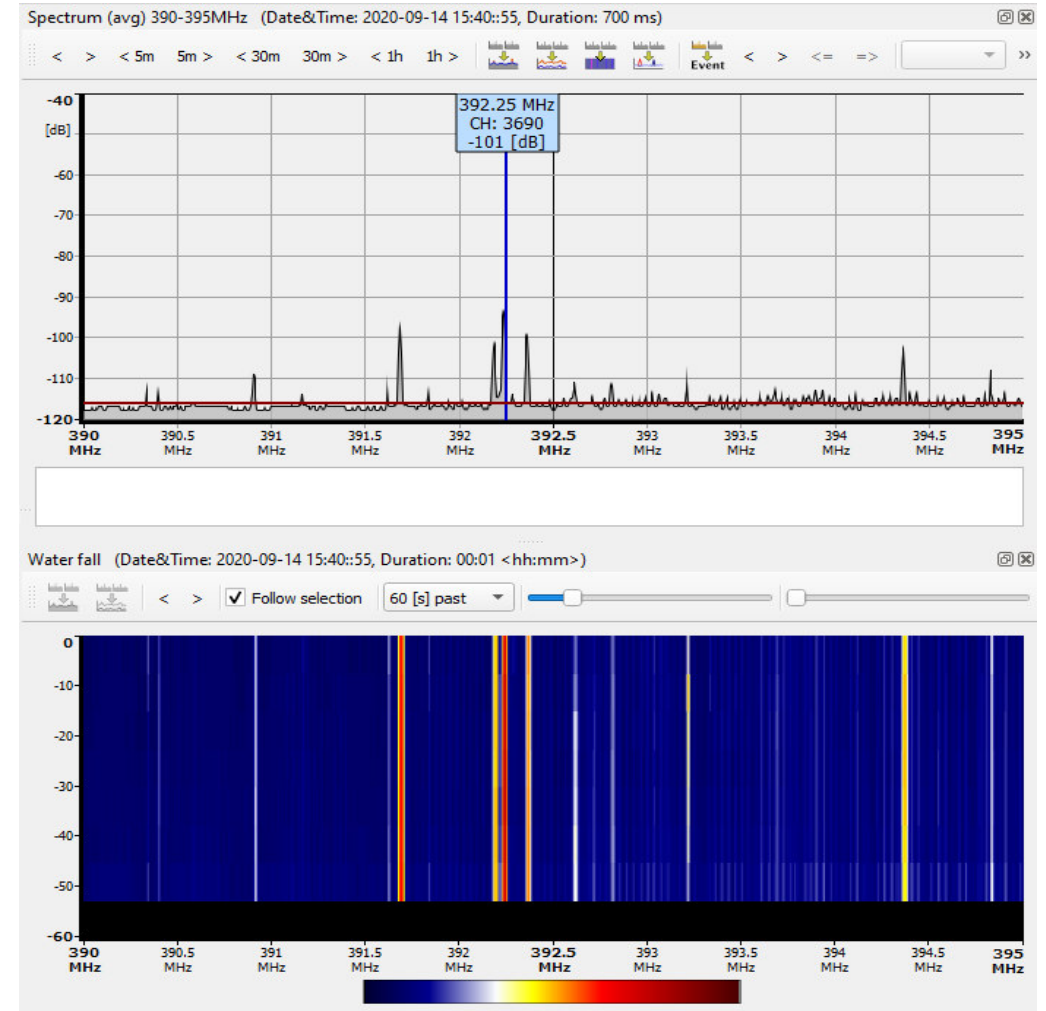 Spectrum (avg) 390-395MHz (Date&Time: 2020-09-14 15:40::55, Duration: 700 ms)
< > < 5m 5m > < 30m 30m > < 1h 1h > Event < > <= => »
392.25 MHz
CH: 3690
-101 [dB]
-40
[dB]
-60
-70
-80
-90
-100
-110
-120
390 390.5 391 391.5 392 392.5 393 393.5 394 394.5 395
MHz MHz MHz MHz MHz MHz MHz MHz MHz MHz MHz
Water fall (Date&Time: 2020-09-14 15:40::55, Duration: 00:01 <hh:mm>)
< > Follow selection 60 [s] past
0
-10
-20
-30
-40
-50
-60
390 390.5 391 391.5 392 392.5 393 393.5 394 394.5 395
MHz MHz MHz MHz MHz MHz MHz MHz MHz MHz MHz